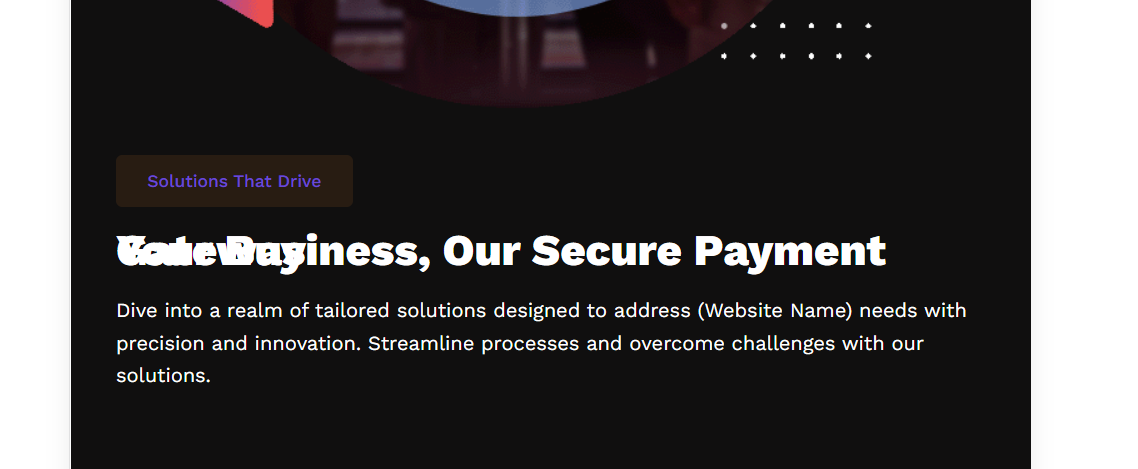 Solutions That Drive
Your Business, Our Secure Payment
Gateways
Dive into a realm of tailored solutions designed to address (Website Name) needs with
precision and innovation. Streamline processes and overcome challenges with our
solutions.